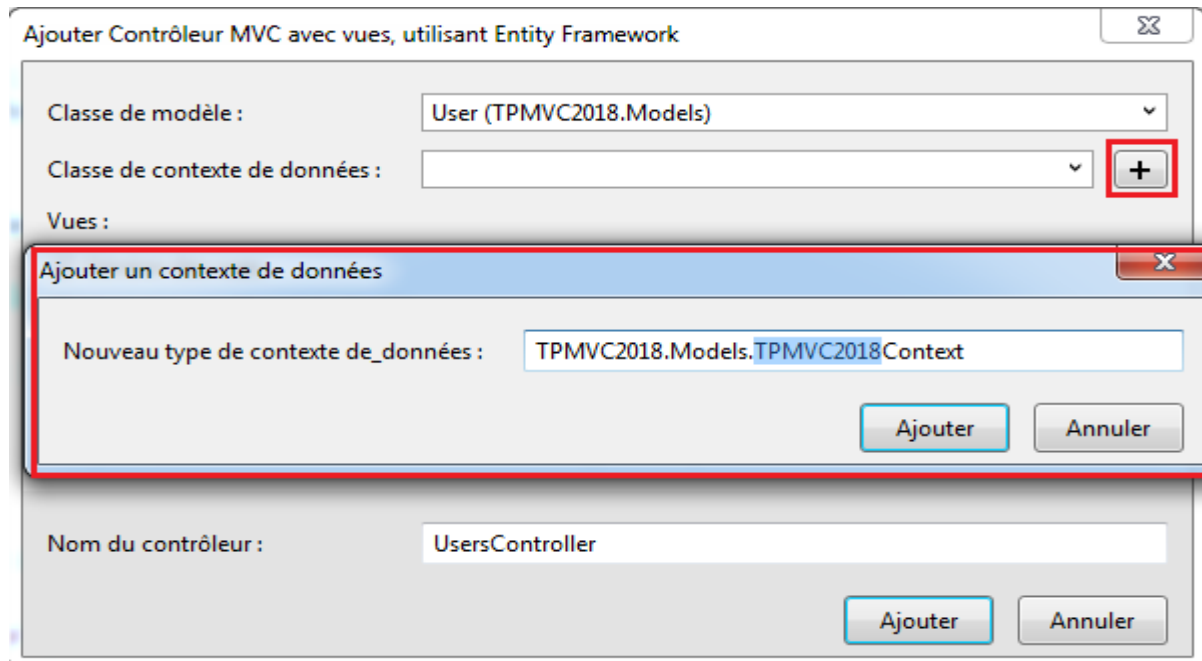 Ajouter Contrôleur MVC avec vues, utilisant Entity Framework
Classe de modèle : User (TPMVC2018.Models)
Classe de contexte de données : +
Vues :
Ajouter un contexte de données
Nouveau type de contexte de_données : TPMVC2018.Models.TPMVC2018Context
Ajouter Annuler
Nom du contrôleur : UsersController
Ajouter Annuler